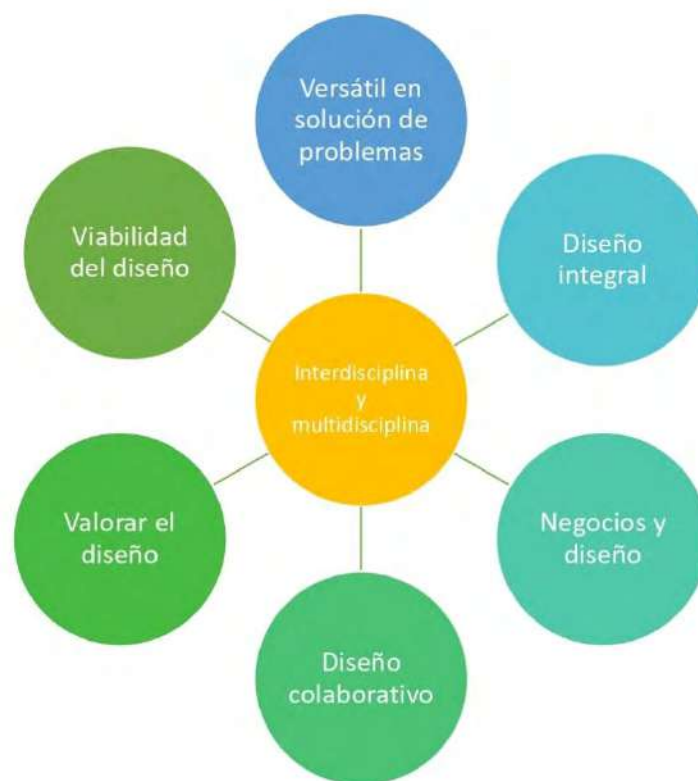 Versátil en
solución de
problemas
Diseño
integral
Negocios y
diseño
Diseño
colaborativo
Valorar el
diseño
Viabilidad
del diseño
Interdisciplina
y
multidisciplina